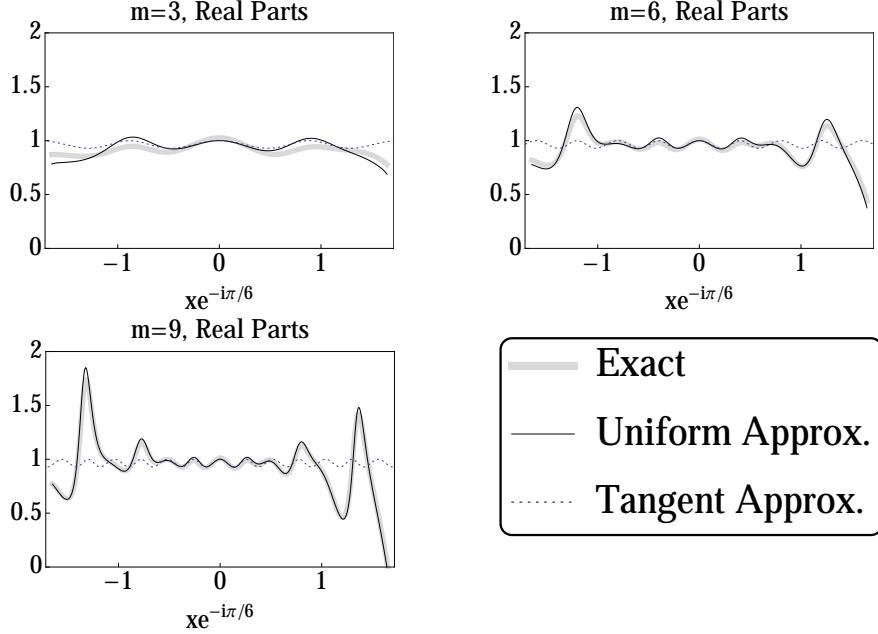 m=3, Real Parts
2
1.5
1
0.5
0
−1 0 1
xe^{−iπ/6}
m=6, Real Parts
2
1.5
1
0.5
0
−1 0 1
xe^{−iπ/6}
m=9, Real Parts
2
1.5
1
0.5
0
−1 0 1
xe^{−iπ/6}
Exact
Uniform Approx.
Tangent Approx.